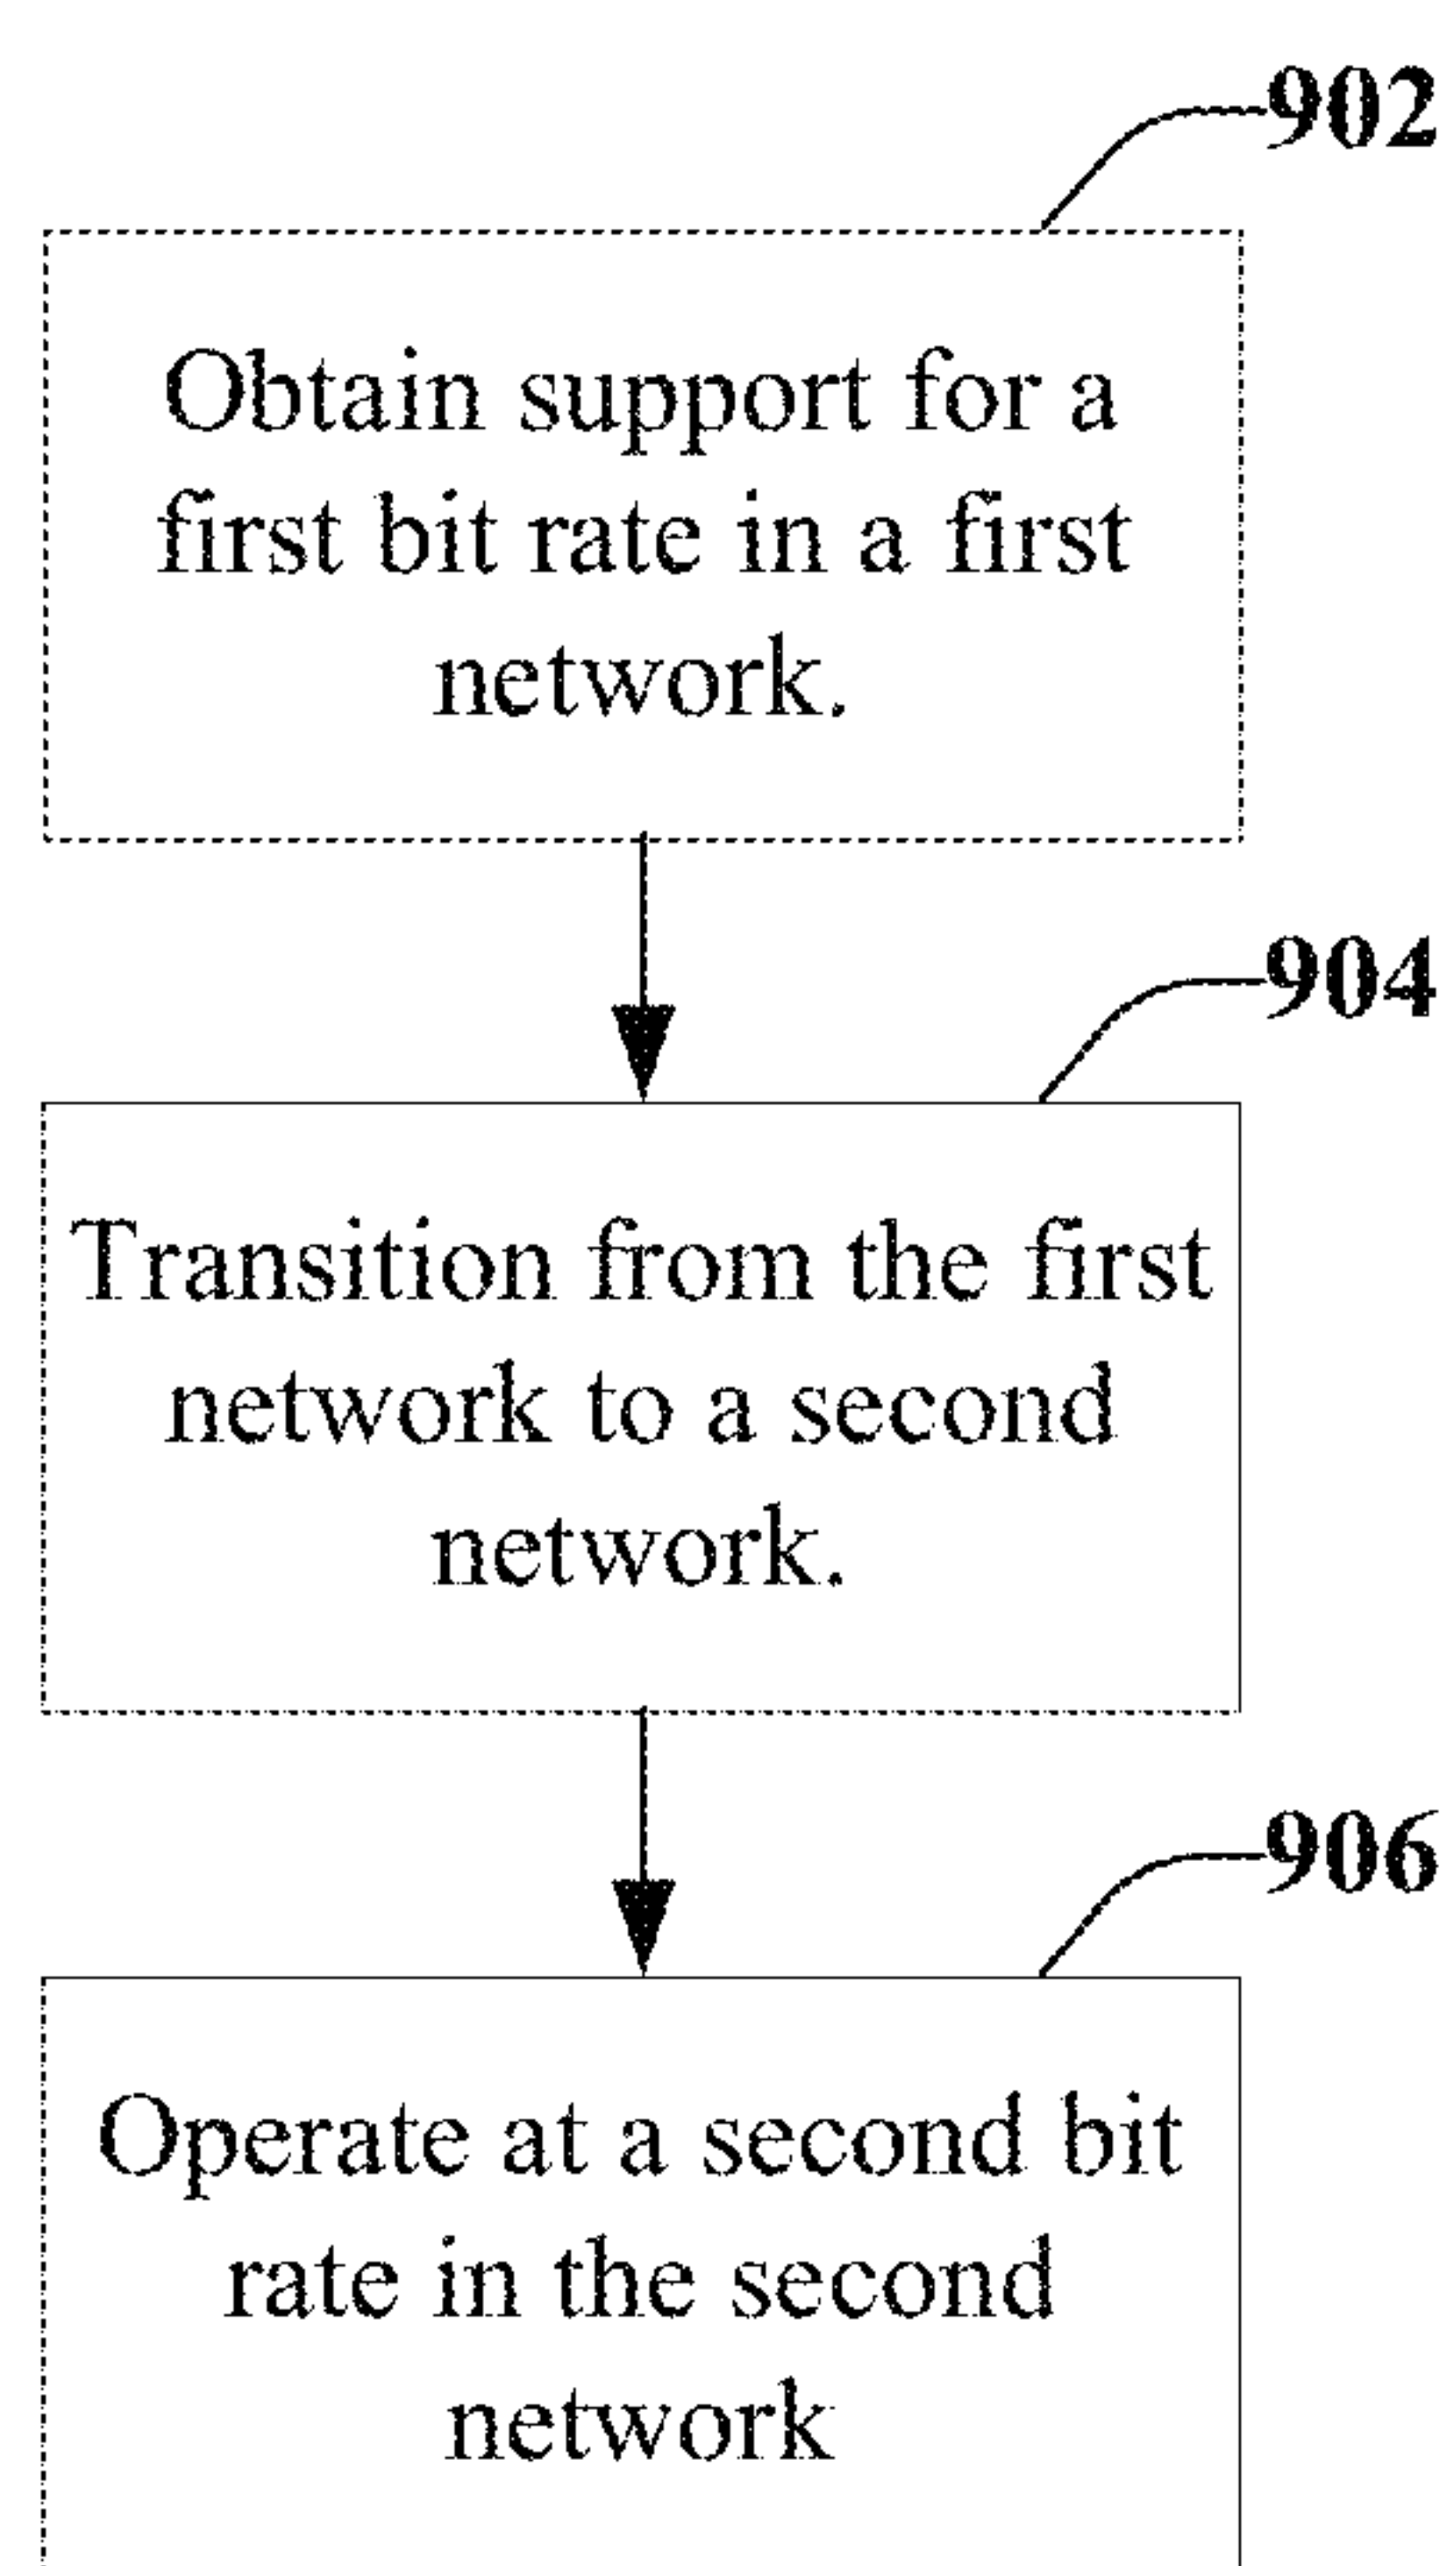 902
Obtain support for a
first bit rate in a first
network.
904
Transition from the first
network to a second
network.
906
Operate at a second bit
rate in the second
network